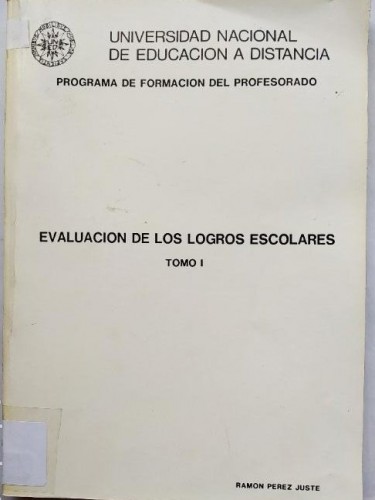 UNIVERSIDAD NACIONAL
DE EDUCACION A DISTANCIA
PROGRAMA DE FORMACION DEL PROFESORADO
EVALUACION DE LOS LOGROS ESCOLARES
TOMO I
RAMON PEREZ JUSTE